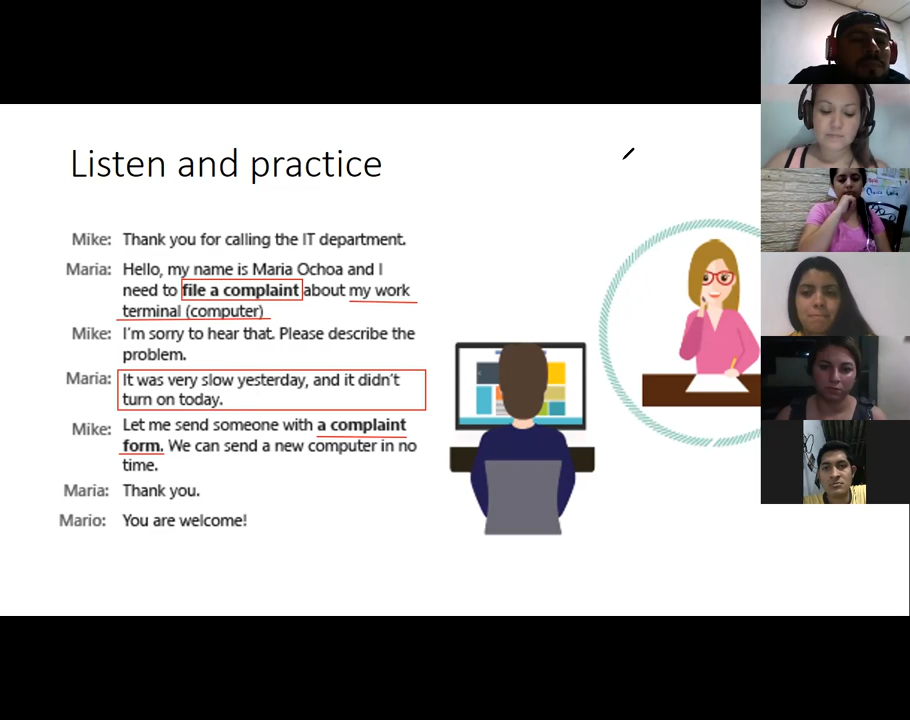 Listen and practice
Mike: Thank you for calling the IT department.
Maria: Hello, my name is Maria Ochoa and I
need to file a complaint about my work
terminal (computer)
Mike: I'm sorry to hear that. Please describe the
problem.
Maria: It was very slow yesterday, and it didn't
turn on today.
Mike: Let me send someone with a complaint
form. We can send a new computer in no
time.
Maria: Thank you.
Mario: You are welcome!